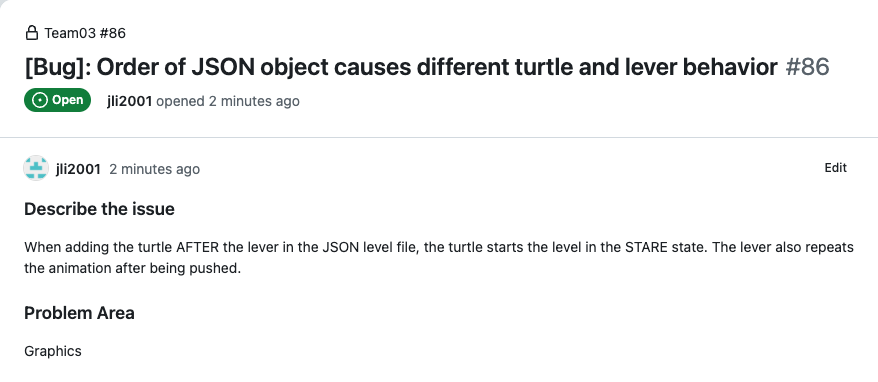 Team03 #86
[Bug]: Order of JSON object causes different turtle and lever behavior #86
Open jli2001 opened 2 minutes ago
jli2001 2 minutes ago Edit
Describe the issue
When adding the turtle AFTER the lever in the JSON level file, the turtle starts the level in the STARE state. The lever also repeats
the animation after being pushed.
Problem Area
Graphics